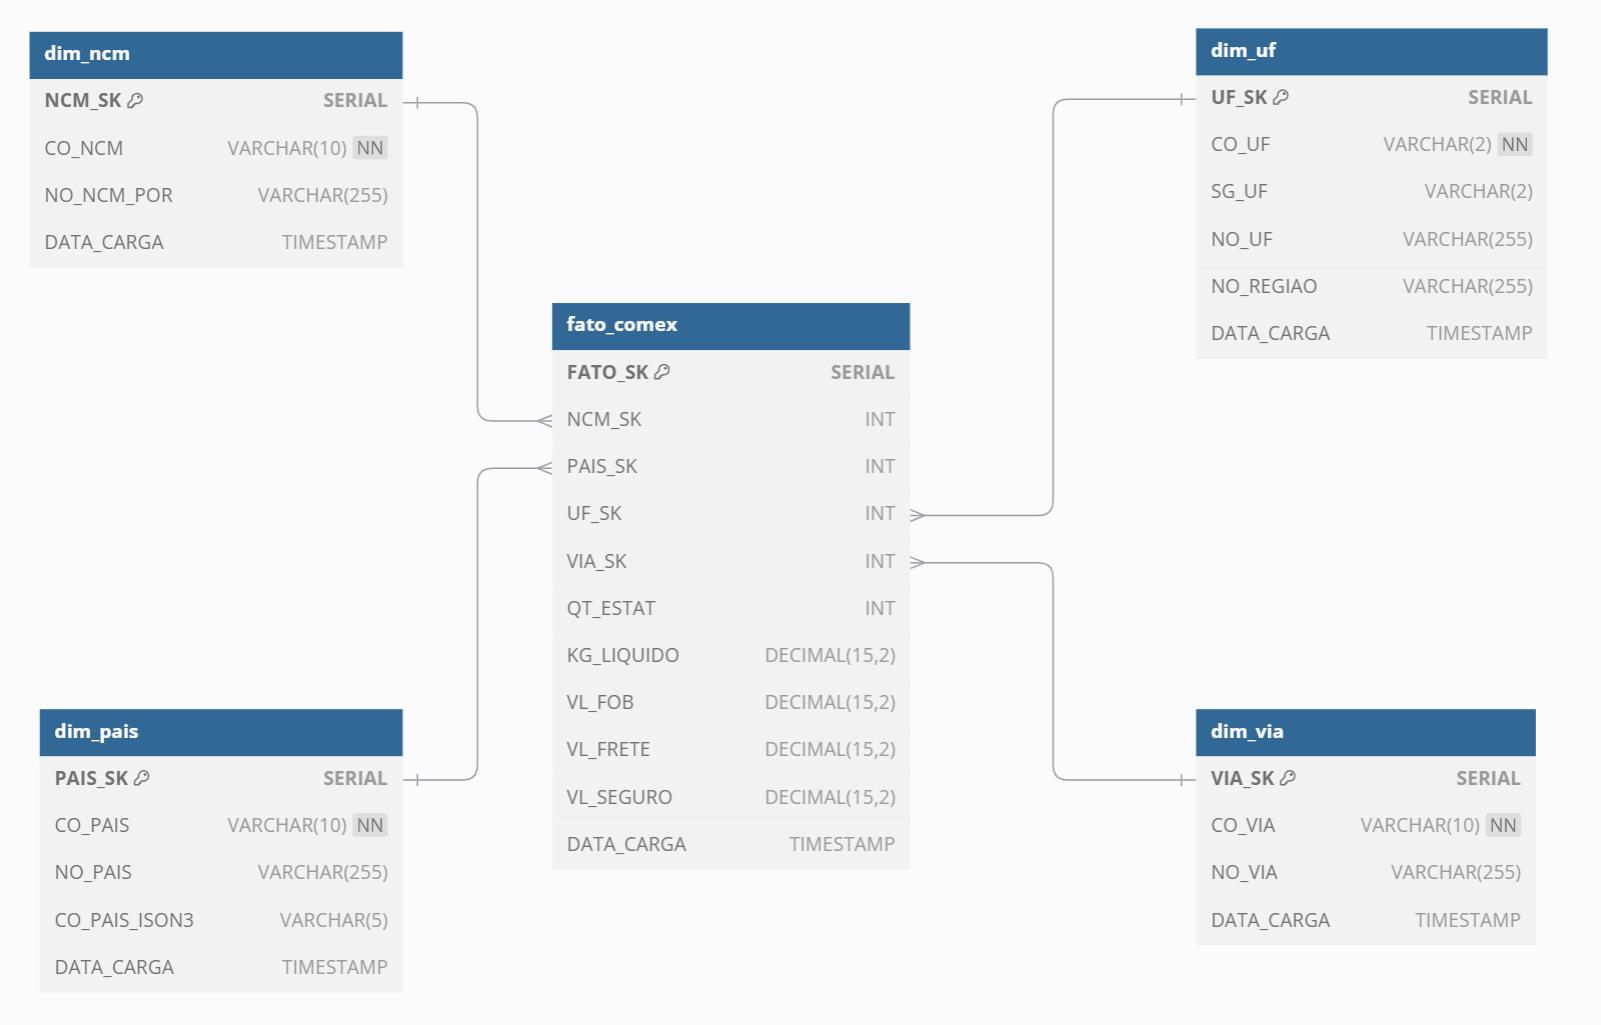 dim_ncm
NCM_SK SERIAL
CO_NCM VARCHAR(10) NN
NO_NCM_POR VARCHAR(255)
DATA_CARGA TIMESTAMP
dim_uf
UF_SK SERIAL
CO_UF VARCHAR(2) NN
SG_UF VARCHAR(2)
NO_UF VARCHAR(255)
NO_REGIAO VARCHAR(255)
DATA_CARGA TIMESTAMP
fato_comex
FATO_SK SERIAL
NCM_SK INT
PAIS_SK INT
UF_SK INT
VIA_SK INT
QT_ESTAT INT
KG_LIQUIDO DECIMAL(15,2)
VL_FOB DECIMAL(15,2)
VL_FRETE DECIMAL(15,2)
VL_SEGURO DECIMAL(15,2)
DATA_CARGA TIMESTAMP
dim_pais
PAIS_SK SERIAL
CO_PAIS VARCHAR(10) NN
NO_PAIS VARCHAR(255)
CO_PAIS_ISON3 VARCHAR(5)
DATA_CARGA TIMESTAMP
dim_via
VIA_SK SERIAL
CO_VIA VARCHAR(10) NN
NO_VIA VARCHAR(255)
DATA_CARGA TIMESTAMP